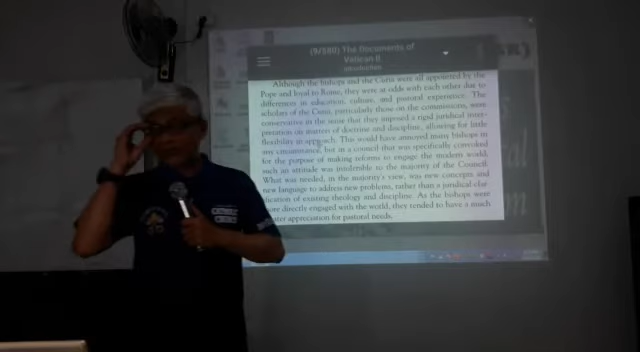 (9/580) The Documents of
Vatican II
Although the bishops and the Curia were all appointed by the
Pope and loyal to Rome, they were at odds with each other due to
differences in education, culture, and pastoral experience. The
scholars of the Curia, particularly those on the commissions, were
conservative in the sense that they imposed a rigid juridical inter-
pretation on matters of doctrine and discipline, allowing for little
flexibility in approach. This would have annoyed many bishops in
any circumstance, but in a council that was specifically convoked
for the purpose of making reforms to engage the modern world,
such an attitude was intolerable to the majority of the Council.
What was needed, in the majority's view, was new concepts and
new language to address new problems, rather than a juridical clar
fication of existing theology and discipline. As the bishops were
ore directly engaged with the world, they tended to have a much
appreciation for pastoral needs.